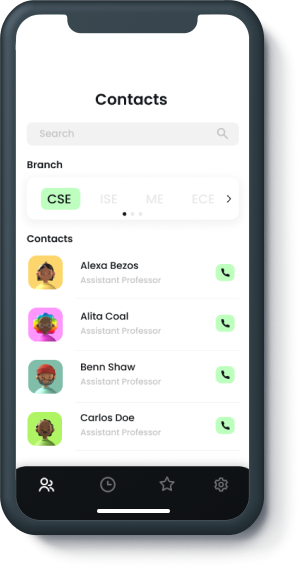 Contacts
Search
Branch
CSE ISE ME ECE
Contacts
Alexa Bezos
Assistant Professor
Alita Coal
Assistant Professor
Benn Shaw
Assistant Professor
Carlos Doe
Assistant Professor